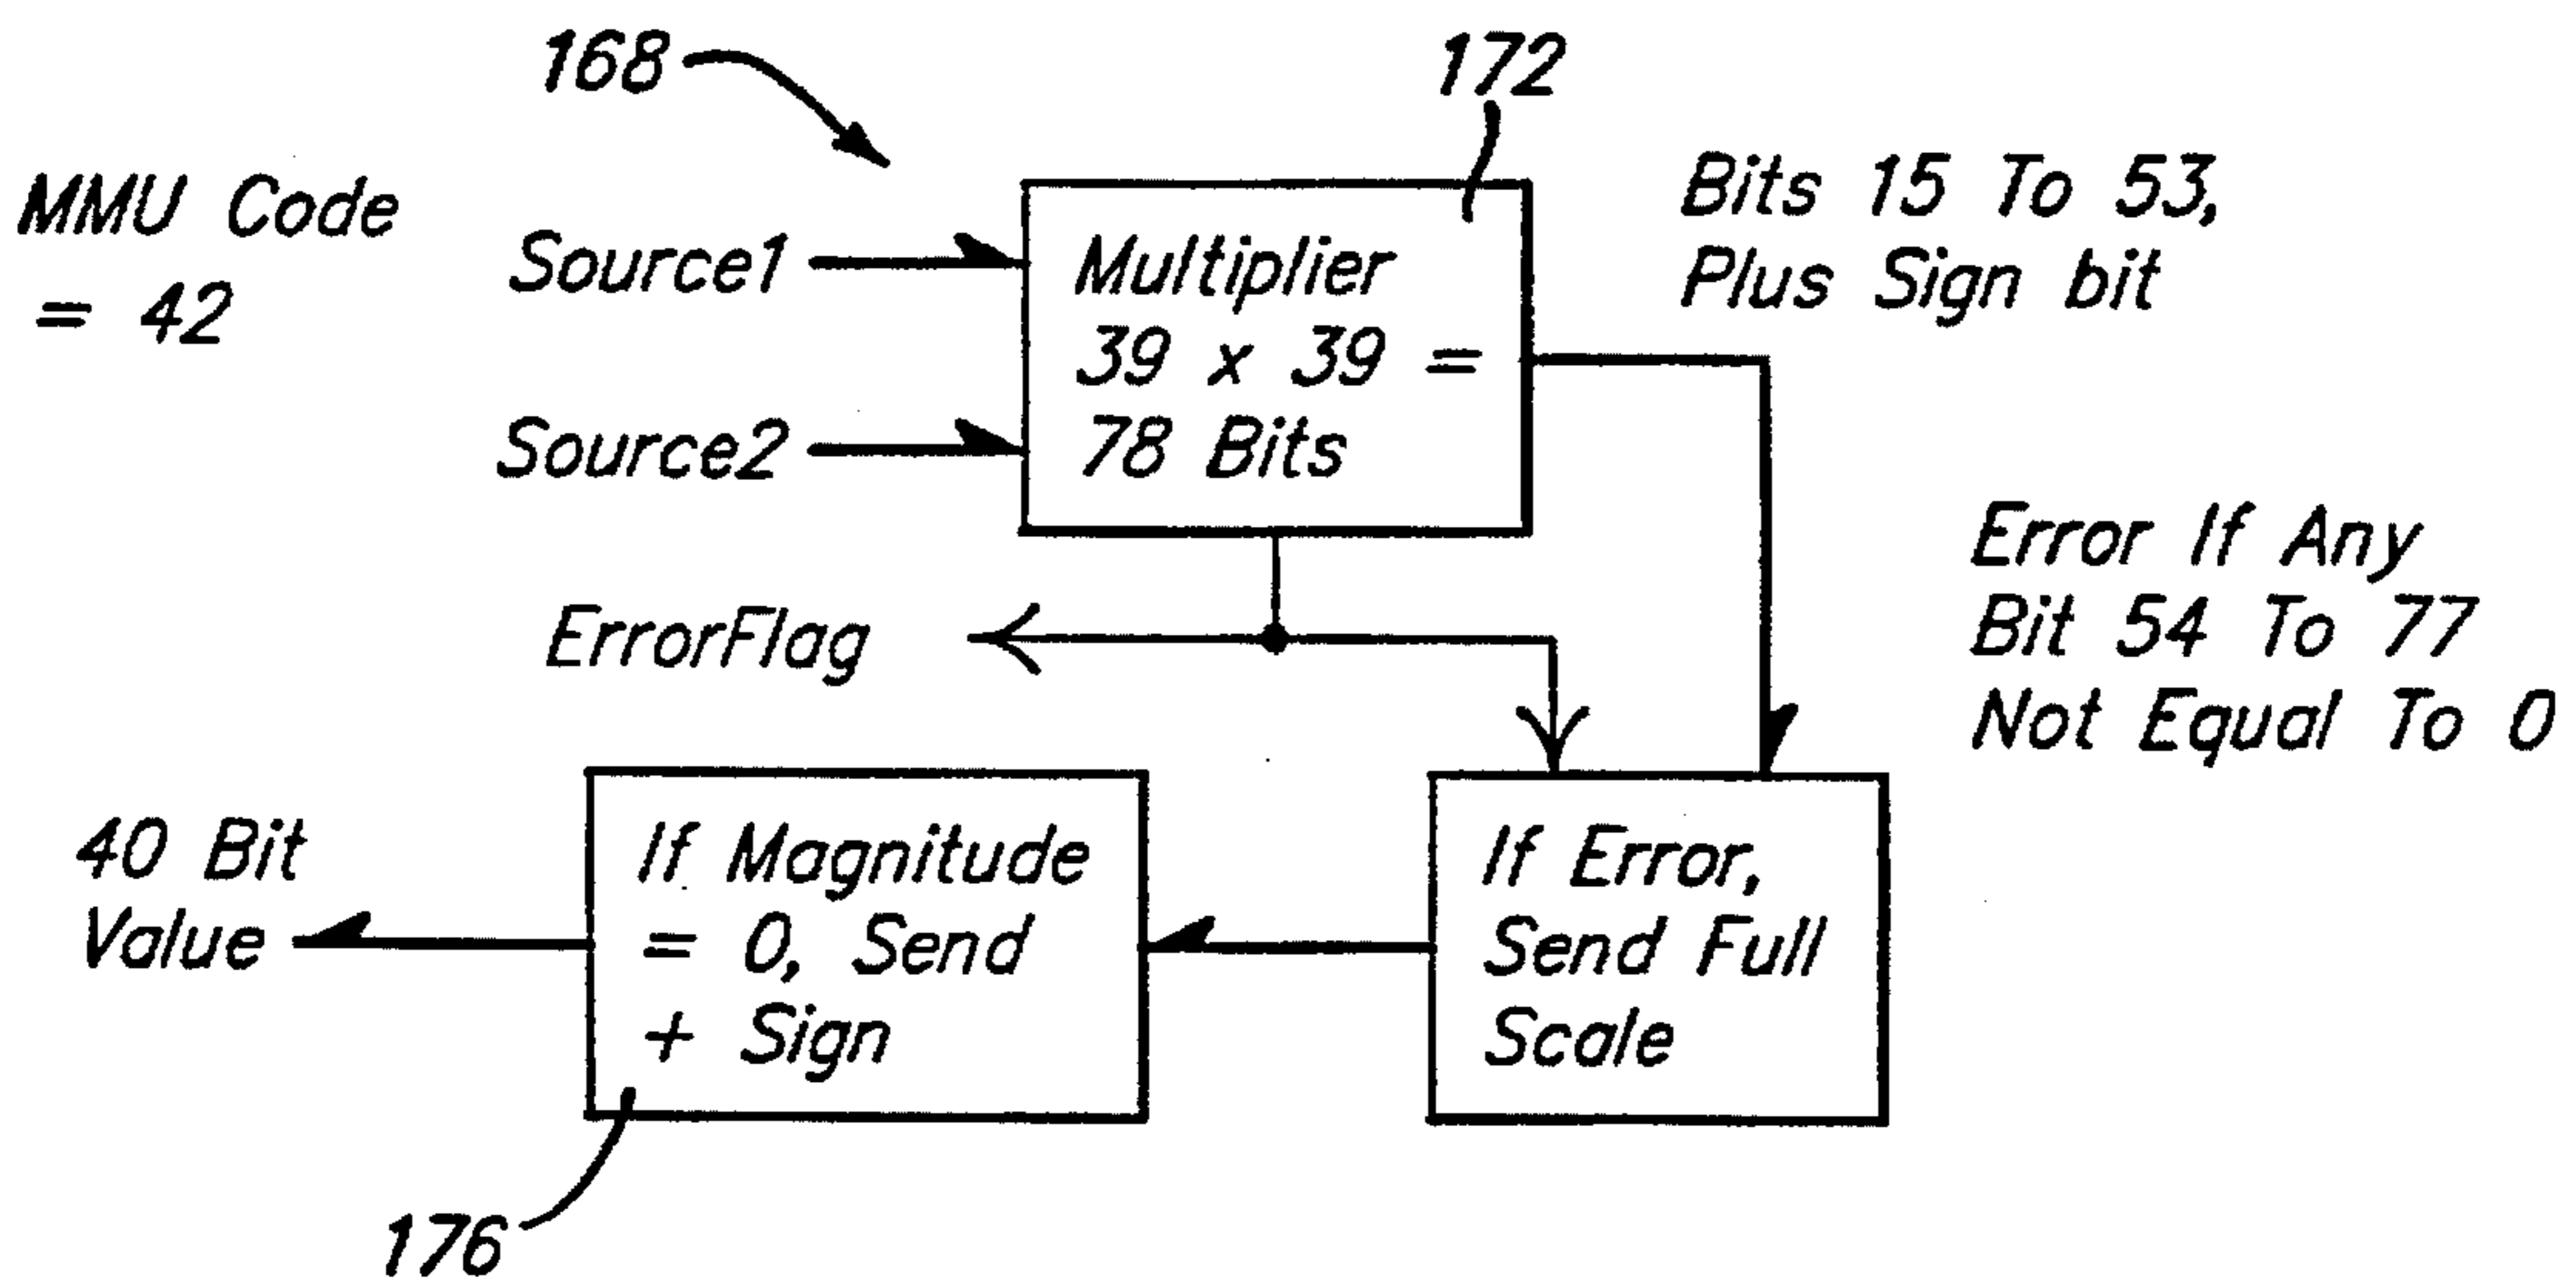 168
172
MMU Code
= 42
Source1
Source2
Multiplier
39 x 39 =
78 Bits
Bits 15 To 53,
Plus Sign bit
Error If Any
Bit 54 To 77
Not Equal To 0
ErrorFlag
40 Bit
Value
If Magnitude
= 0, Send
+ Sign
If Error,
Send Full
Scale
176